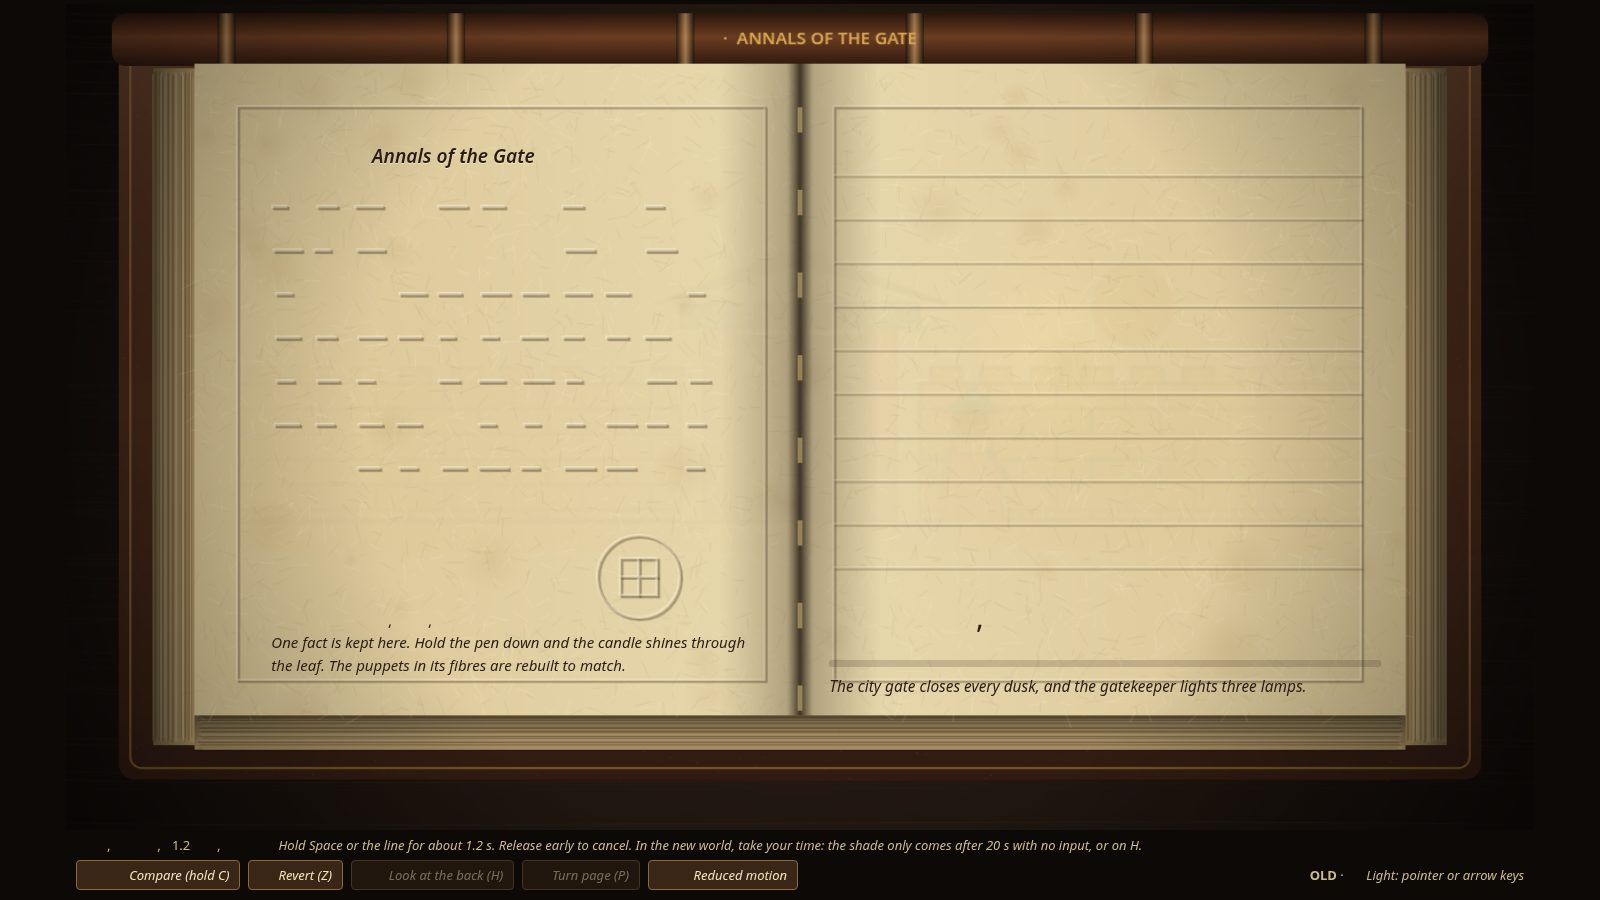 · ANNALS OF THE GATE
Annals of the Gate
One fact is kept here. Hold the pen down and the candle shines through
the leaf. The puppets in its fibres are rebuilt to match.
The city gate closes every dusk, and the gatekeeper lights three lamps.
, , 1.2 , Hold Space or the line for about 1.2 s. Release early to cancel. In the new world, take your time: the shade only comes after 20 s with no input, or on H.
Compare (hold C)
Revert (Z)
Look at the back (H)
Turn page (P)
Reduced motion
OLD ·
Light: pointer or arrow keys